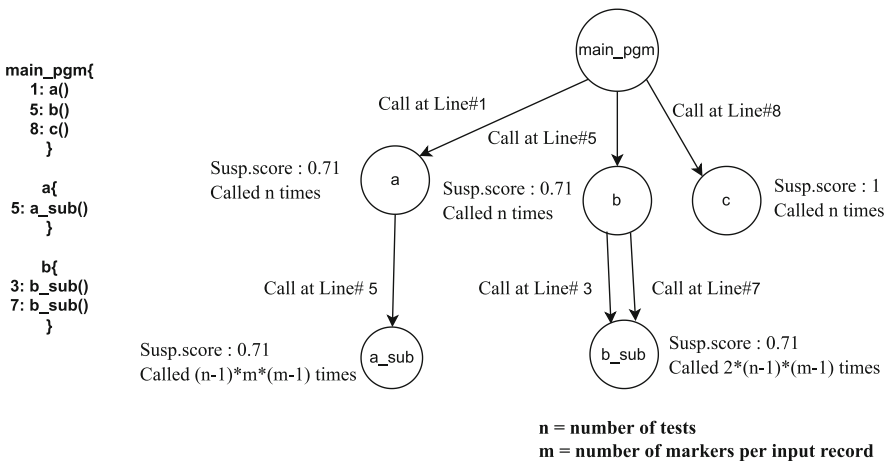 main_pgm{
1: a()
5: b()
8: c()
}
a{
5: a_sub()
}
b{
3: b_sub()
7: b_sub()
}
main_pgm
Call at Line#1
Call at Line#5
Call at Line#8
Susp.score : 0.71
Called n times
a
Susp.score : 0.71
Called n times
b
c
Susp.score : 1
Called n times
Call at Line# 5
Call at Line# 3
Call at Line#7
Susp.score : 0.71
Called (n-1)*m*(m-1) times
a_sub
b_sub
Susp.score : 0.71
Called 2*(n-1)*(m-1) times
n = number of tests
m = number of markers per input record